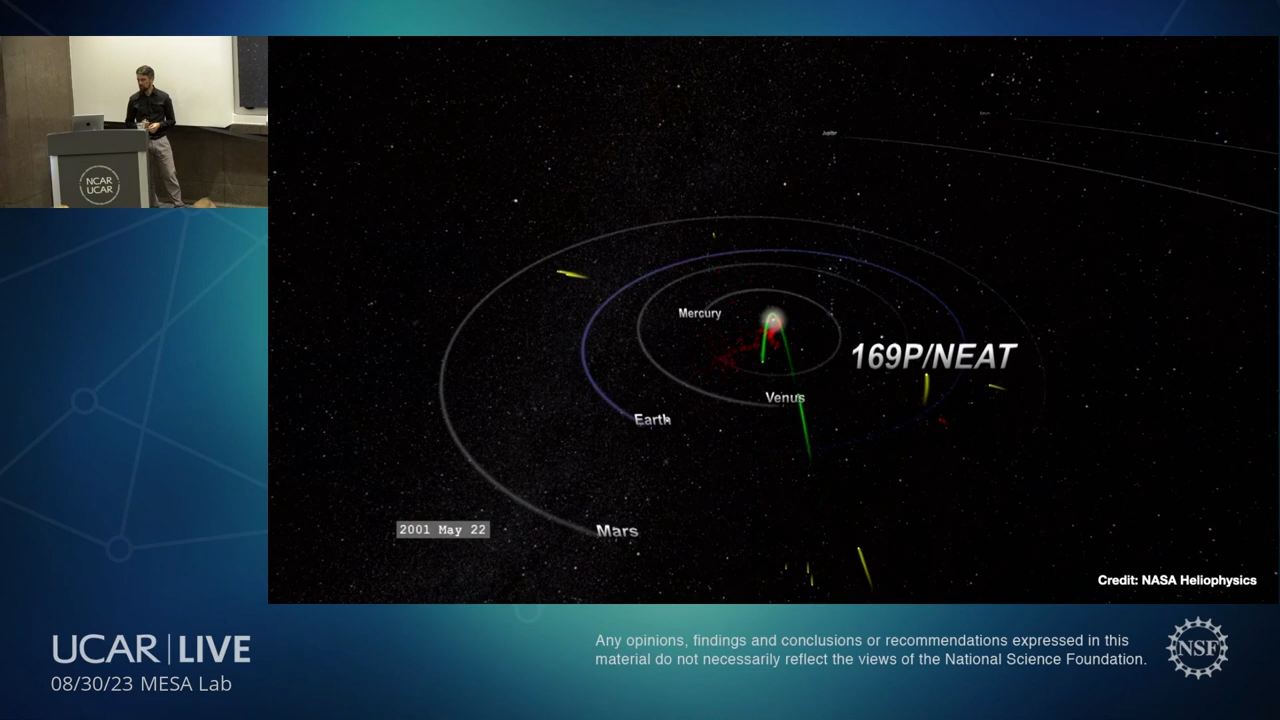 NCAR
UCAR
Jupiter
Mercury
169P/NEAT
Venus
Earth
2001 May 22
Mars
Credit: NASA Heliophysics
UCAR | LIVE
08/30/23 MESA Lab
Any opinions, findings and conclusions or recommendations expressed in this
material do not necessarily reflect the views of the National Science Foundation.
NSF